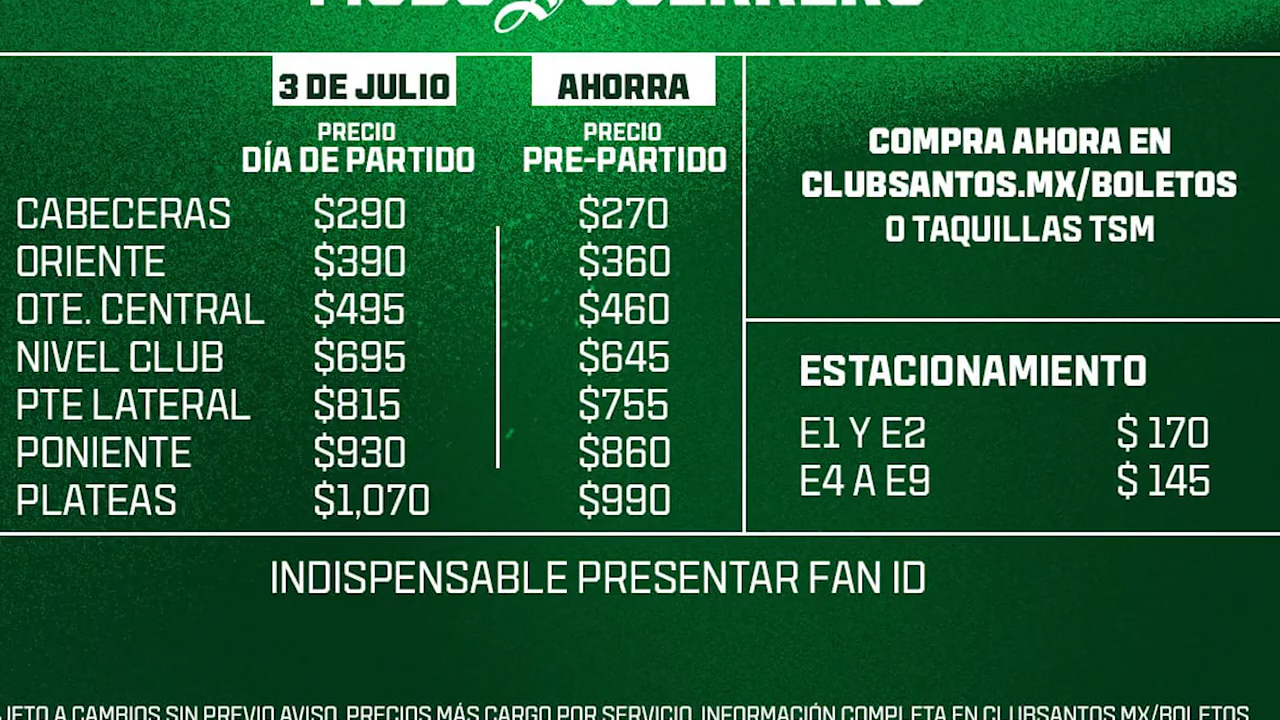 3 DE JULIO AHORRA
PRECIO PRECIO
DÍA DE PARTIDO PRE-PARTIDO
CABECERAS $290 $270
ORIENTE $390 $360
OTE. CENTRAL $495 $460
NIVEL CLUB $695 $645
PTE LATERAL $815 $755
PONIENTE $930 $860
PLATEAS $1,070 $990
COMPRA AHORA EN
CLUBSANTOS.MX/BOLETOS
O TAQUILLAS TSM
ESTACIONAMIENTO
E1 Y E2 $ 170
E4 A E9 $ 145
INDISPENSABLE PRESENTAR FAN ID
A CAMBIOS SIN PREVIO AVISO. PRECIOS MÁS CARGO POR SERVICIO. INFORMACIÓN COMPLETA EN CLUBSANTOS.MX/BOLETOS